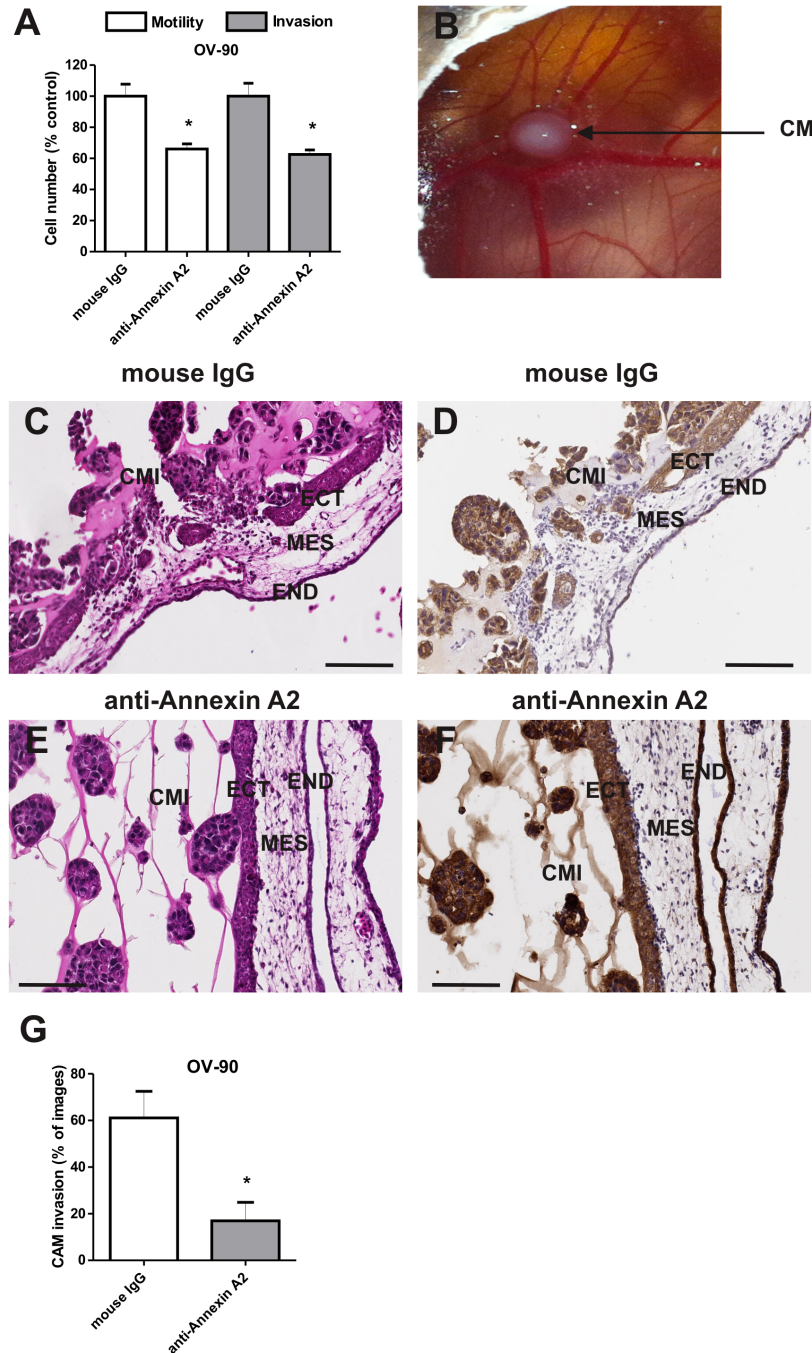 A
Motility
Invasion
OV-90
Cell number (% control)
120
100
80
60
40
20
0
*
*
mouse IgG
anti-Annexin A2
mouse IgG
anti-Annexin A2
B
CM
mouse IgG
mouse IgG
C
CMI
ECT
MES
END
D
CMI
ECT
END
MES
anti-Annexin A2
anti-Annexin A2
E
CMI
ECT
END
MES
F
ECT
END
MES
CMI
G
OV-90
CAM invasion (% of images)
80
60
40
20
0
*
mouse IgG
anti-Annexin A2